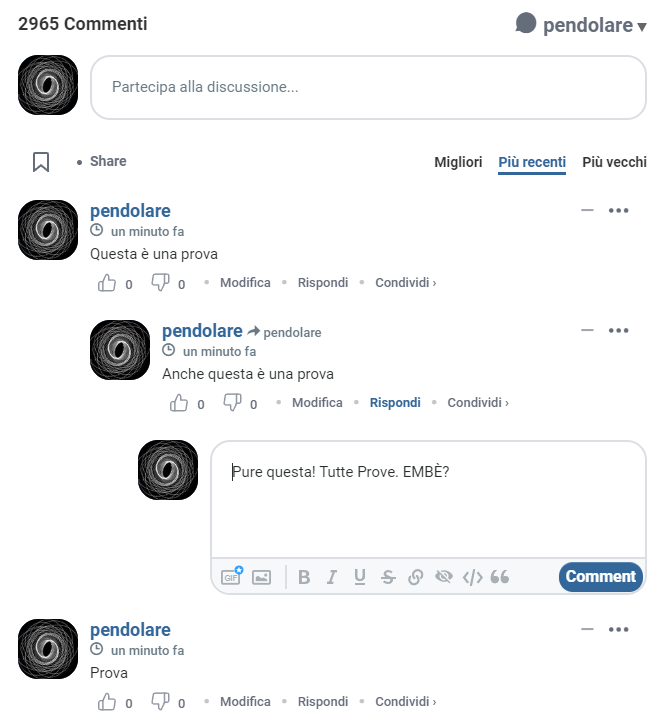 2965 Commenti
pendolare ▾
Partecipa alla discussione...
• Share
Migliori Più recenti Più vecchi
pendolare
un minuto fa
Questa è una prova
0 0 • Modifica • Rispondi • Condividi ›
pendolare pendolare
un minuto fa
Anche questa è una prova
0 0 • Modifica • Rispondi • Condividi ›
Pure questa! Tutte Prove. EMBÈ?
GIF B I U S </> Comment
pendolare
un minuto fa
Prova
0 0 • Modifica • Rispondi • Condividi ›